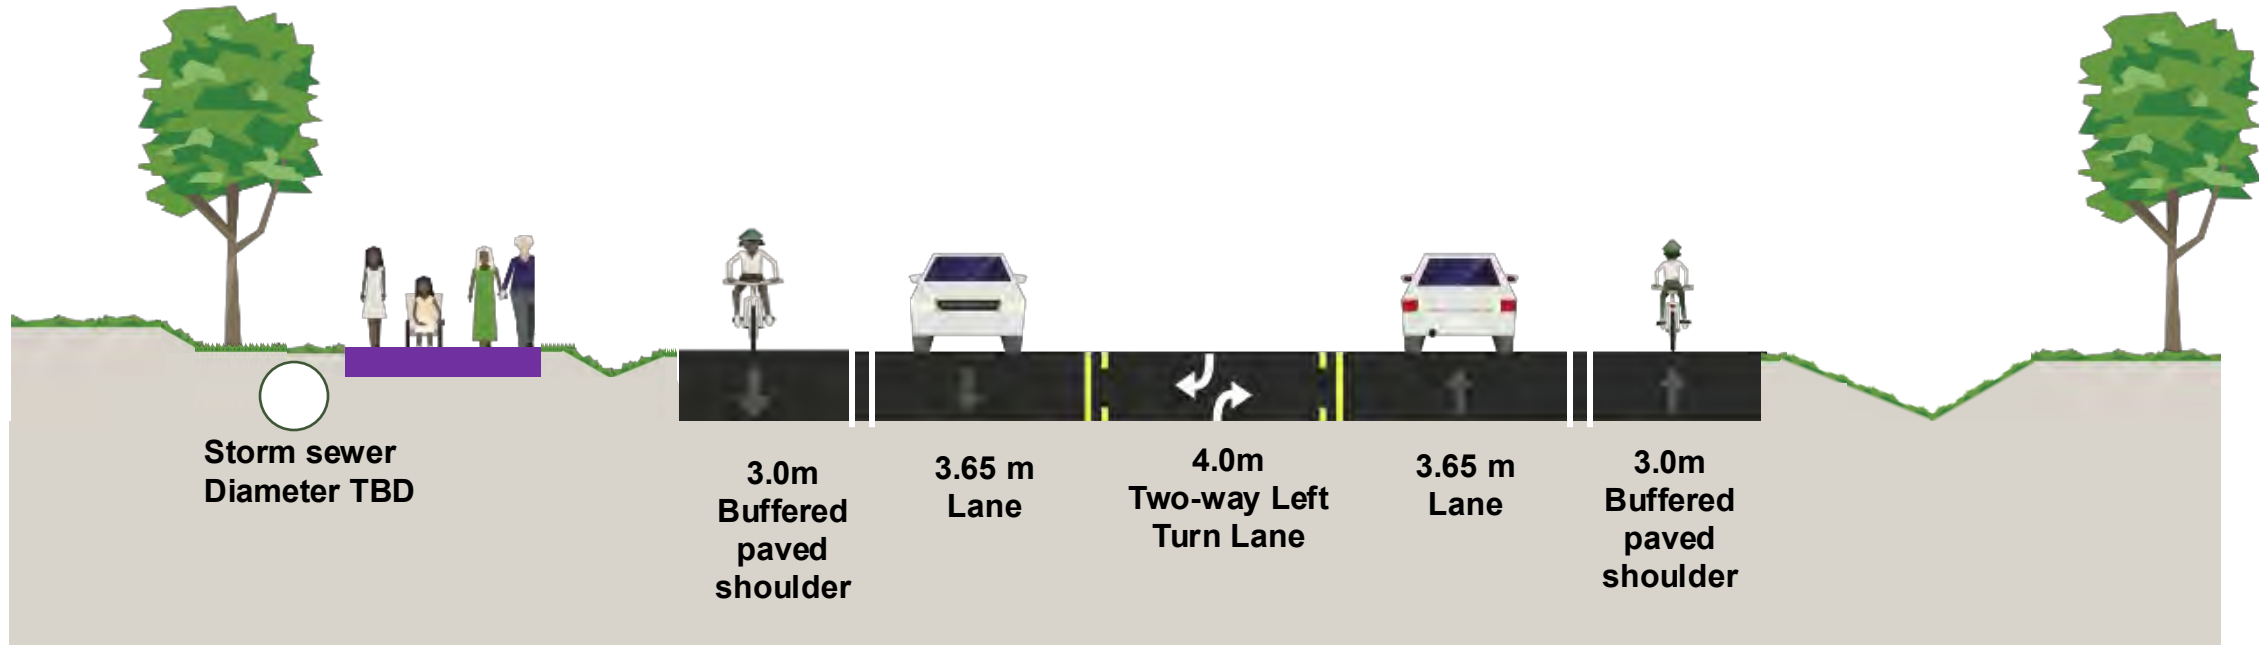 Storm sewer
Diameter TBD
3.0m
Buffered
paved
shoulder
3.65 m
Lane
4.0m
Two-way Left
Turn Lane
3.65 m
Lane
3.0m
Buffered
paved
shoulder